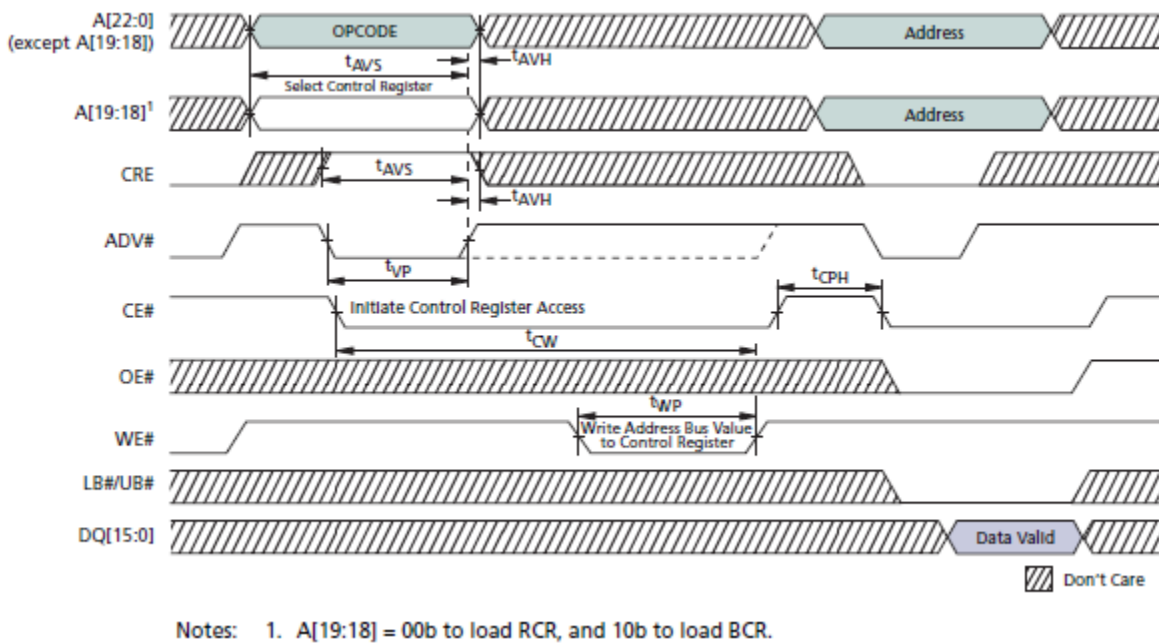 A[22:0]
(except A[19:18])
OPCODE
Address
tAVS
tAVH
Select Control Register
A[19:18]1
Address
CRE
tAVS
tAVH
ADV#
tVP
tCPH
CE#
Initiate Control Register Access
tCW
OE#
tWP
WE#
Write Address Bus Value
to Control Register
LB#/UB#
DQ[15:0]
Data Valid
Don't Care
Notes: 1. A[19:18] = 00b to load RCR, and 10b to load BCR.